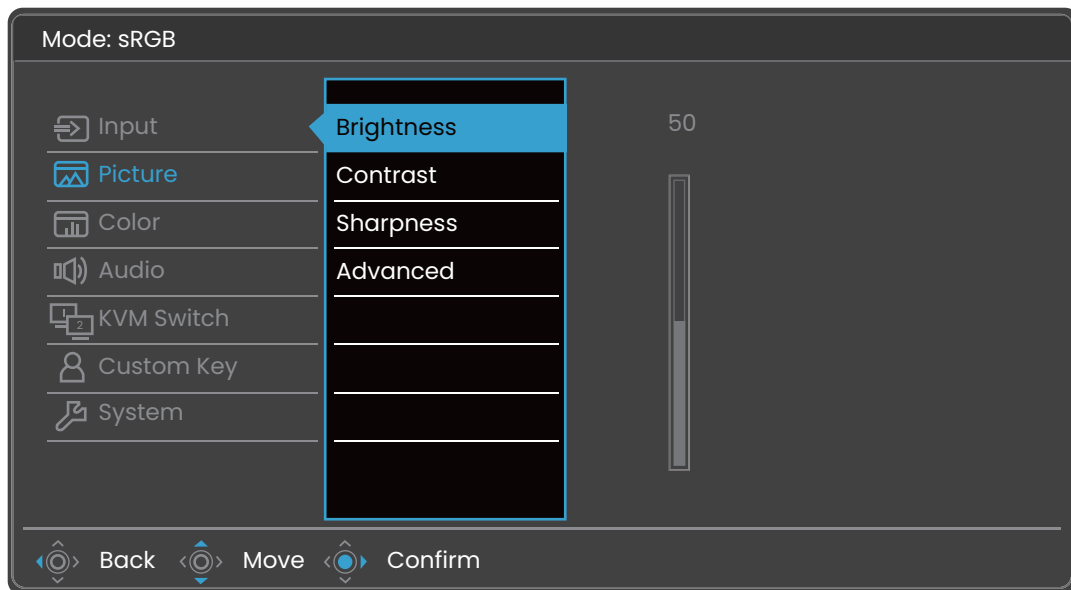 Mode: sRGB
Input
Brightness
50
Picture
Contrast
Color
Sharpness
Audio
Advanced
1
2
KVM Switch
Custom Key
System
Back
Move
Confirm